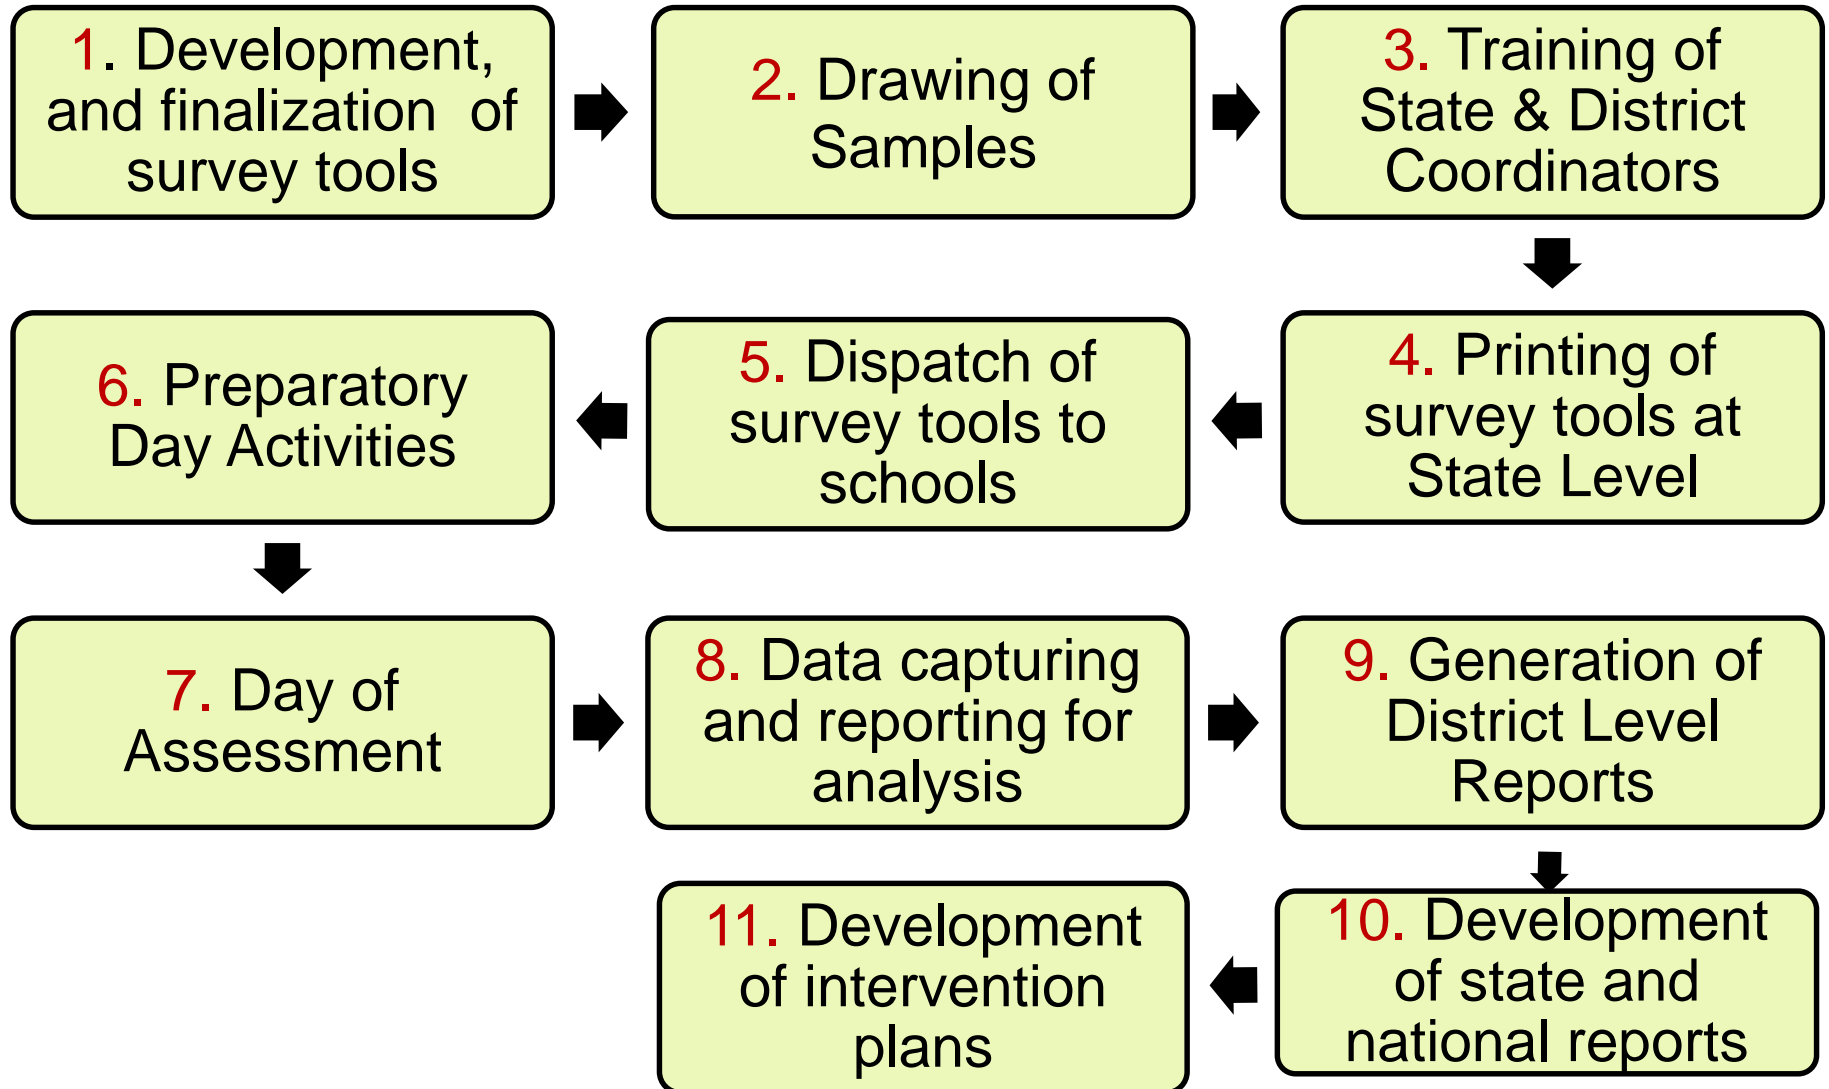 1. Development,
and finalization of
survey tools
2. Drawing of
Samples
3. Training of
State & District
Coordinators
4. Printing of
survey tools at
State Level
5. Dispatch of
survey tools to
schools
6. Preparatory
Day Activities
7. Day of
Assessment
8. Data capturing
and reporting for
analysis
9. Generation of
District Level
Reports
10. Development
of state and
national reports
11. Development
of intervention
plans